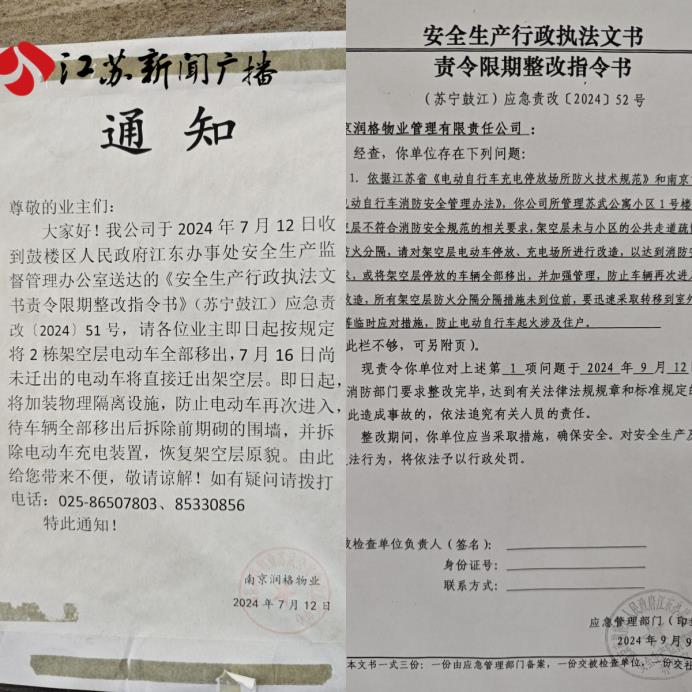 江苏新闻广播
通知
尊敬的业主们：
大家好！我公司于2024年7月12日收
到鼓楼区人民政府江东办事处安全生产监
督管理办公室送达的《安全生产行政执法文
书责令限期整改指令书》（苏宁鼓江）应急责
改〔2024〕51号，请各位业主即日起按规定
将2栋架空层电动车全部移出，7月16日尚
未迁出的电动车将直接迁出架空层。即日起，
将加装物理隔离设施，防止电动车再次进入，
待车辆全部移出后拆除前期砌的围墙，并拆
除电动车充电装置，恢复架空层原貌。由此
给您带来不便，敬请谅解！如有疑问请拨打
电话：025-86507803、85330856
特此通知！
南京润格物业
2024年7月12日
安全生产行政执法文书
责令限期整改指令书
（苏宁鼓江）应急责改〔2024〕52号
京润格物业管理有限责任公司：
经查，你单位存在下列问题：
1. 依据江苏省《电动自行车充电停放场所防火技术规范》和南京
电动自行车消防安全管理办法》，你公司所管理苏武公寓小区1号楼
空层不符合消防安全规范的相关要求，架空层未与小区的公共走道疏
防火分隔，请对架空层电动车停放、充电场所进行改造，以达到消防安
，或将架空层停放的车辆全部移出，并加强管理，防止车辆再次进入
改造，所有架空层防火分隔分隔措施未到位前，要迅速采取转移到室外
等临时应对措施，防止电动自行车起火涉及住户。
此栏不够，可另附页）。
现责令你单位对上述第 1 项问题于 2024 年 9 月 12
消防部门要求整改完毕，达到有关法律法规规章和标准规定的
此造成事故的，依法追究有关人员的责任。
整改期间，你单位应当采取措施，确保安全。对安全生产
法行为，将依法予以行政处罚。
被检查单位负责人（签名）：
身份证号：
联系方式：
应急管理部门（印
2024年9月9
本文书一式三份：一份由应急管理部门备案，一份交被检查单位，一份交社